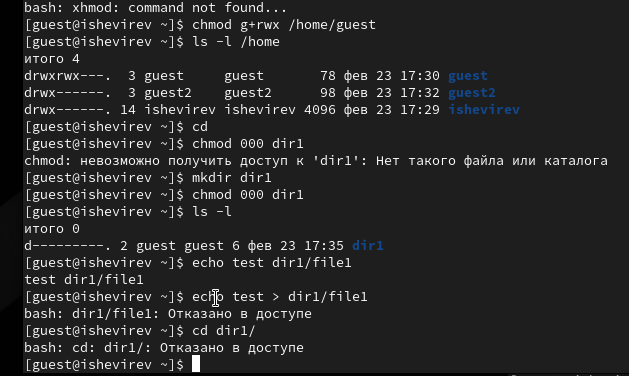 bash: xhmod: command not found...
[guest@ishevirev ~]$ chmod g+rwx /home/guest
[guest@ishevirev ~]$ ls -l /home
итого 4
drwxrwx---.  3 guest     guest       78 фев 23 17:30 guest
drwx------.  3 guest2    guest2      98 фев 23 17:32 guest2
drwx------. 14 ishevirev ishevirev 4096 фев 23 17:29 ishevirev
[guest@ishevirev ~]$ cd
[guest@ishevirev ~]$ chmod 000 dir1
chmod: невозможно получить доступ к 'dir1': Нет такого файла или каталога
[guest@ishevirev ~]$ mkdir dir1
[guest@ishevirev ~]$ chmod 000 dir1
[guest@ishevirev ~]$ ls -l
итого 0
d---------. 2 guest guest 6 фев 23 17:35 dir1
[guest@ishevirev ~]$ echo test dir1/file1
test dir1/file1
[guest@ishevirev ~]$ echo test > dir1/file1
bash: dir1/file1: Отказано в доступе
[guest@ishevirev ~]$ cd dir1/
bash: cd: dir1/: Отказано в доступе
[guest@ishevirev ~]$